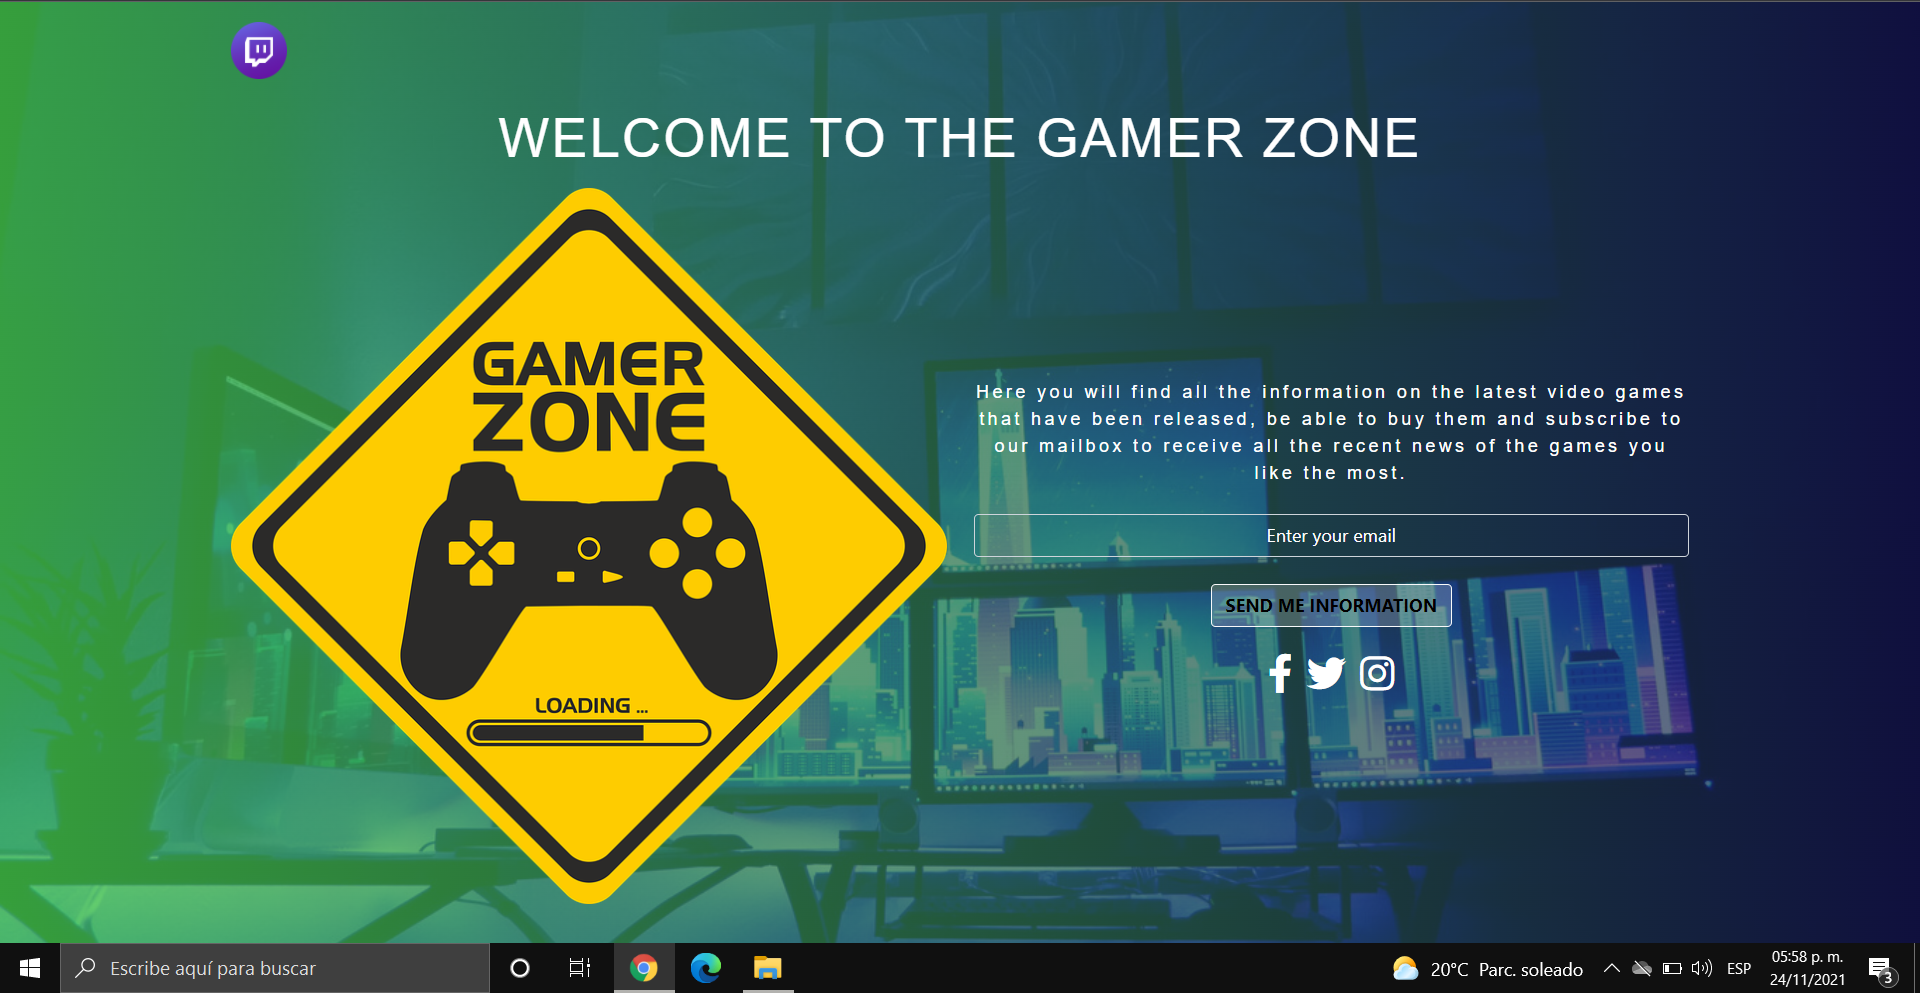 WELCOME TO THE GAMER ZONE
GAMER
ZONE
LOADING ...
Here you will find all the information on the latest video games
that have been released, be able to buy them and subscribe to
our mailbox to receive all the recent news of the games you
like the most.
Enter your email
SEND ME INFORMATION
Escribe aquí para buscar
20°C Parc. soleado
ESP
05:58 p. m.
24/11/2021
3